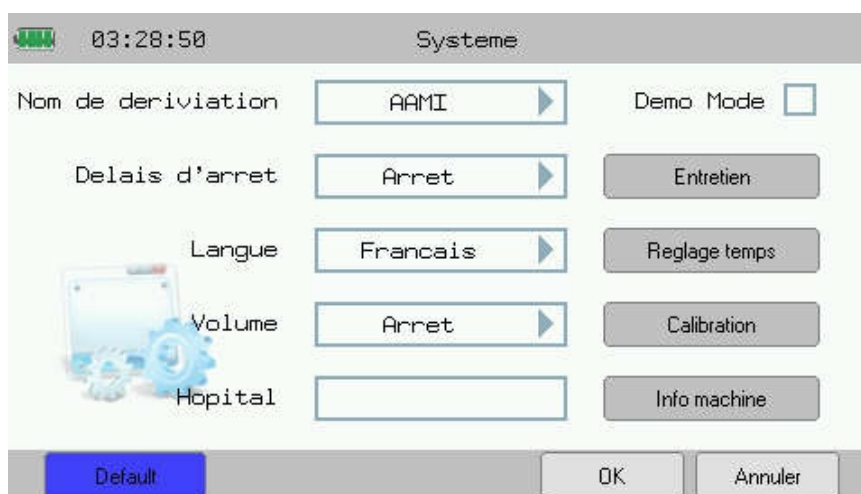 03:28:50 Systeme
Nom de deriviation AAMI Demo Mode
Delais d'arret Arret Entretien
Langue Francais Reglage temps
Volume Arret Calibration
Hopital Info machine
Default OK Annuler